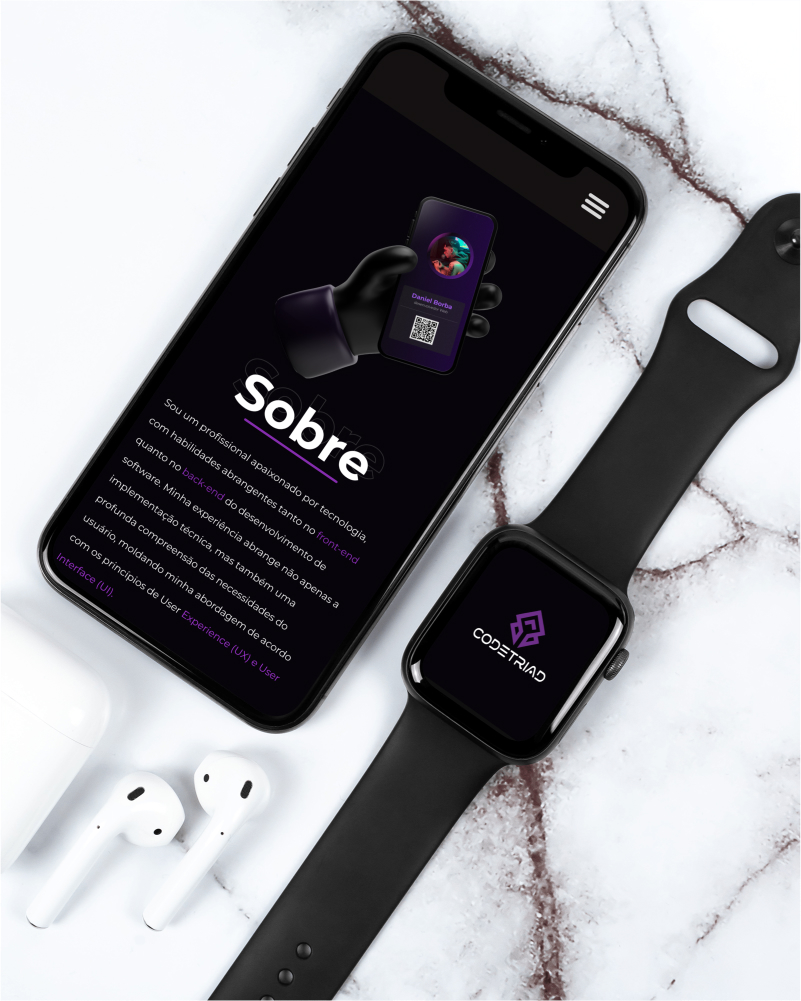 Daniel Borba
Sobre
Sou um profissional apaixonado por tecnologia,
com habilidades abrangentes tanto no front-end
quanto no back-end do desenvolvimento de
software. Minha experiência abrange não apenas a
implementação técnica, mas também uma
profunda compreensão das necessidades do
usuário, moldando minha abordagem de acordo
com os princípios de User Experience (UX) e User
Interface (UI).
CODETRIAD